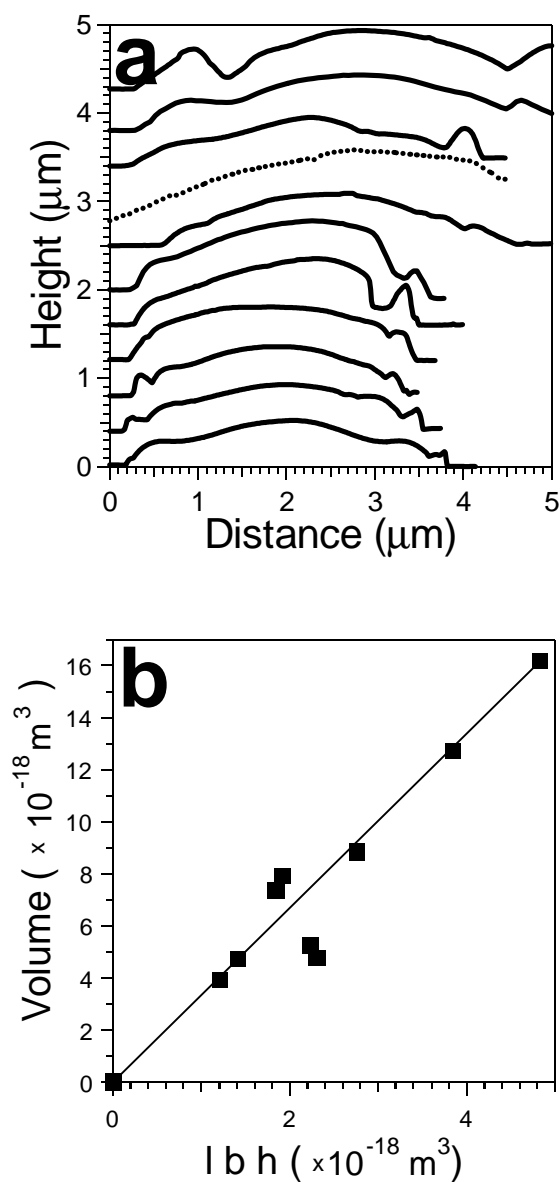 a
5
4
3
2
1
0
Height (μm)
0 1 2 3 4 5
Distance (μm)
b
16
14
12
10
8
6
4
2
0
Volume ( × 10⁻¹⁸ m³ )
0 2 4
l b h ( ×10⁻¹⁸ m³)